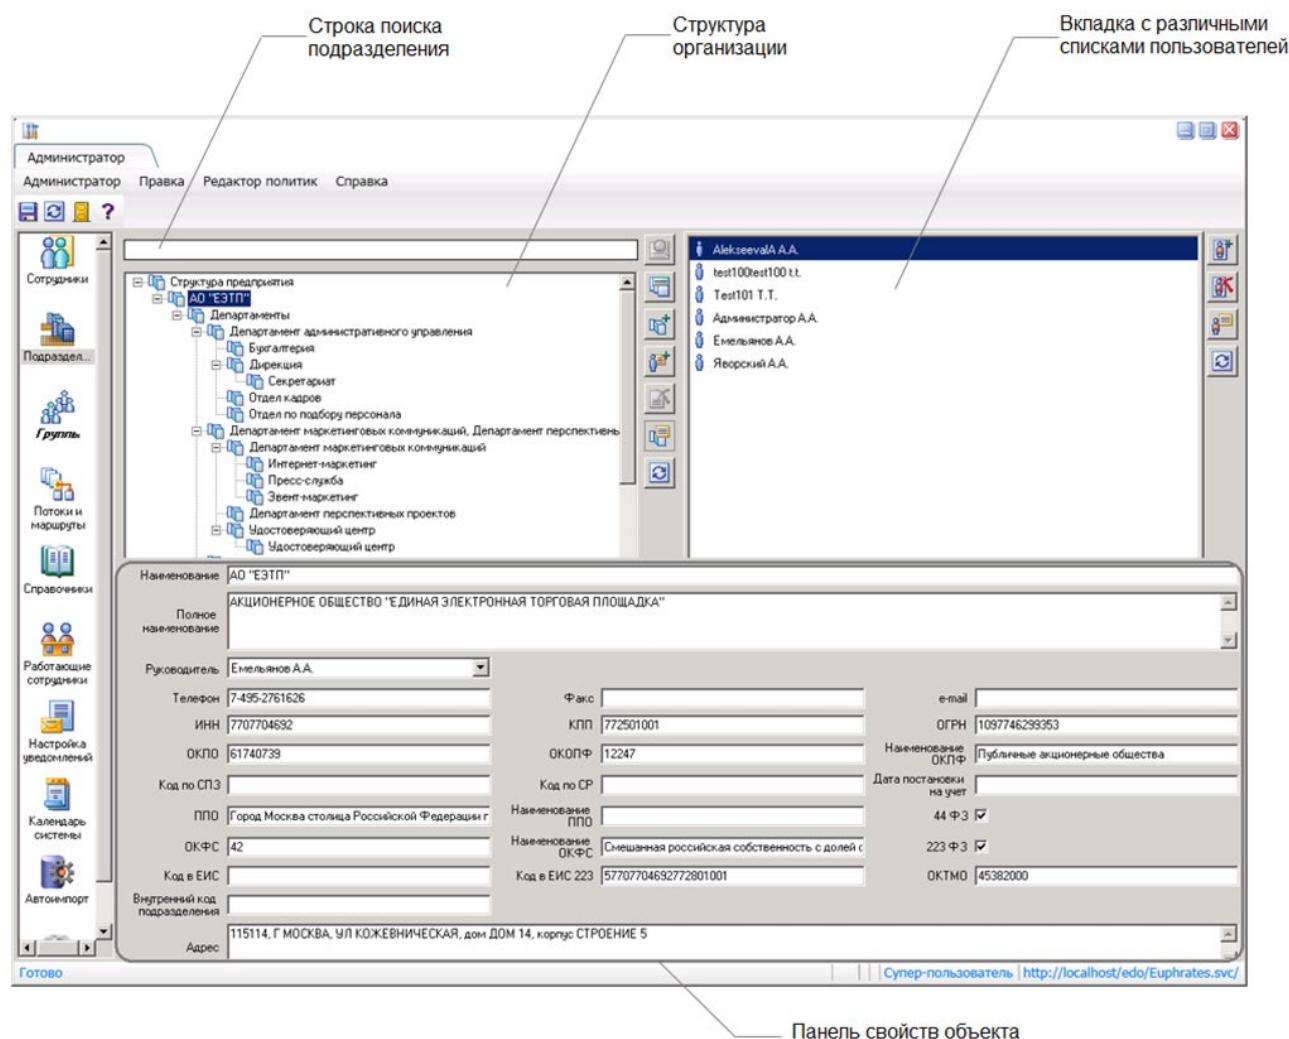 Строка поиска
подразделения
Структура
организации
Вкладка с различными
списками пользователей
Администратор
Администратор Правка Редактор политик Справка
Сотрудники
Подраздел...
Группы
Потоки и
маршруты
Справочники
Работающие
сотрудники
Настройка
уведомлений
Календарь
системы
Автоимпорт
Структура предприятия
АО "ЕЭТП"
Департаменты
Департамент административного управления
Бухгалтерия
Дирекция
Секретариат
Отдел кадров
Отдел по подбору персонала
Департамент маркетинговых коммуникаций, Департамент перспективнь
Департамент маркетинговых коммуникаций
Интернет-маркетинг
Пресс-служба
Эвент-маркетинг
Департамент перспективных проектов
Удостоверяющий центр
Удостоверяющий центр
AlekseevaIA A.A.
test100test100 t.t.
Test101 T.T.
Администратор А.А.
Емельянов А.А.
Яворский А.А.
Наименование АО "ЕЭТП"
Полное
наименование
АКЦИОНЕРНОЕ ОБЩЕСТВО "ЕДИНАЯ ЭЛЕКТРОННАЯ ТОРГОВАЯ ПЛОЩАДКА"
Руководитель Емельянов А.А.
Телефон 7-495-2761626 Факс e-mail
ИНН 7707704692 КПП 772501001 ОГРН 1097746299353
ОКПО 61740739 ОКОПФ 12247 Наименование
ОКПФ Публичные акционерные общества
Код по СПЗ Код по СР Дата постановки
на учет
ППО Город Москва столица Российской Федерации г Наименование
ППО 44 ФЗ
ОКФС 42 Наименование
ОКФС Смешанная российская собственность с долей с 223 ФЗ
Код в ЕИС Код в ЕИС 223 57707704692772801001 ОКТМО 45382000
Внутренний код
подразделения
Адрес 115114, Г МОСКВА, УЛ КОЖЕВНИЧЕСКАЯ, дом ДОМ 14, корпус СТРОЕНИЕ 5
Готово Супер-пользователь http://localhost/edo/Euphrates.svc/
Панель свойств объекта